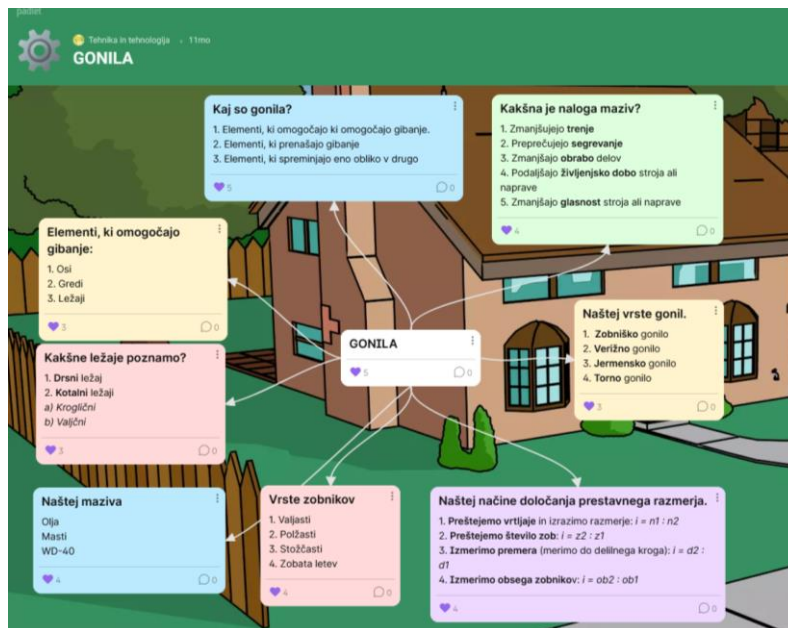 padlet
Tehnika in tehnologija · 11mo
GONILA
Kaj so gonila?
1. Elementi, ki omogočajo ki omogočajo gibanje.
2. Elementi, ki prenašajo gibanje
3. Elementi, ki spreminjajo eno obliko v drugo
5
0
Kakšna je naloga maziv?
1. Zmanjšujejo trenje
2. Preprečujejo segrevanje
3. Zmanjšajo obrabo delov
4. Podaljšajo življenjsko dobo stroja ali
naprave
5. Zmanjšajo glasnost stroja ali naprave
4
0
Elementi, ki omogočajo
gibanje:
1. Osi
2. Gredi
3. Ležaji
3
0
GONILA
5
0
Naštej vrste gonil.
1. Zobniško gonilo
2. Verižno gonilo
3. Jermensko gonilo
4. Torno gonilo
3
0
Kakšne ležaje poznamo?
1. Drsni ležaj
2. Kotalni ležaji
a) Kroglični
b) Valjčni
3
0
Naštej maziva
Olja
Masti
WD-40
4
0
Vrste zobnikov
1. Valjasti
2. Polžasti
3. Stožčasti
4. Zobata letev
4
0
Naštej načine določanja prestavnega razmerja.
1. Preštejemo vrtljaje in izrazimo razmerje: i = n1 : n2
2. Preštejemo število zob: i = z2 : z1
3. Izmerimo premera (merimo do delilnega kroga): i = d2 :
d1
4. Izmerimo obsega zobnikov: i = ob2 : ob1
4
0